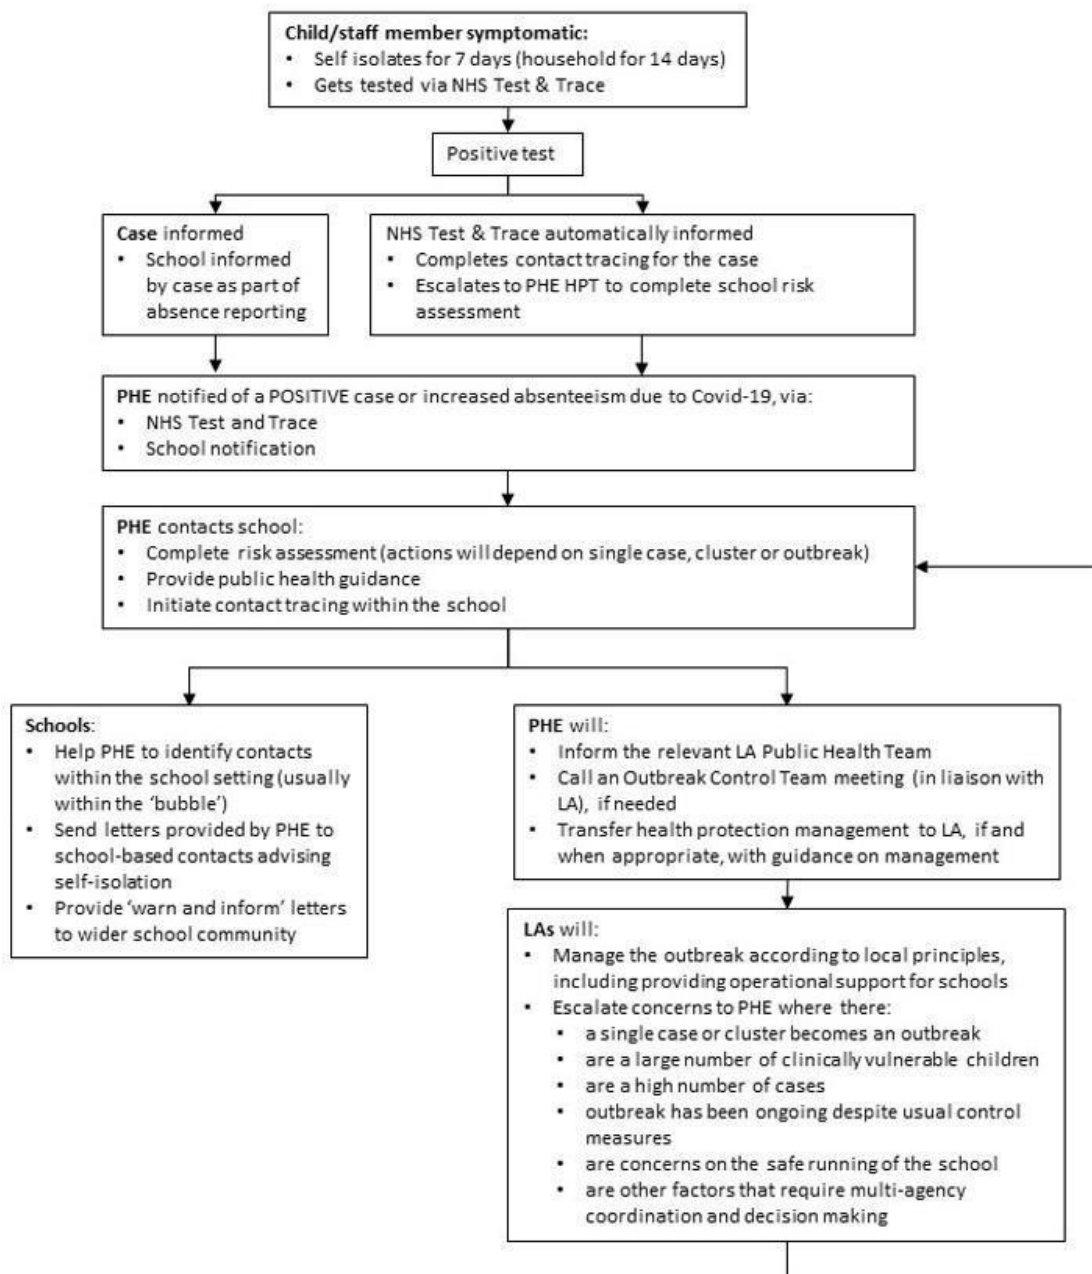 Child/staff member symptomatic:
• Self isolates for 7 days (household for 14 days)
• Gets tested via NHS Test & Trace
Positive test
Case informed
• School informed
by case as part of
absence reporting
NHS Test & Trace automatically informed
• Completes contact tracing for the case
• Escalates to PHE HPT to complete school risk
assessment
PHE notified of a POSITIVE case or increased absenteeism due to Covid-19, via:
• NHS Test and Trace
• School notification
PHE contacts school:
• Complete risk assessment (actions will depend on single case, cluster or outbreak)
• Provide public health guidance
• Initiate contact tracing within the school
Schools:
• Help PHE to identify contacts
within the school setting (usually
within the ‘bubble’)
• Send letters provided by PHE to
school-based contacts advising
self-isolation
• Provide ‘warn and inform’ letters
to wider school community
PHE will:
• Inform the relevant LA Public Health Team
• Call an Outbreak Control Team meeting (in liaison with
LA), if needed
• Transfer health protection management to LA, if and
when appropriate, with guidance on management
LAs will:
• Manage the outbreak according to local principles,
including providing operational support for schools
• Escalate concerns to PHE where there:
• a single case or cluster becomes an outbreak
• are a large number of clinically vulnerable children
• are a high number of cases
• outbreak has been ongoing despite usual control
measures
• are concerns on the safe running of the school
• are other factors that require multi-agency
coordination and decision making